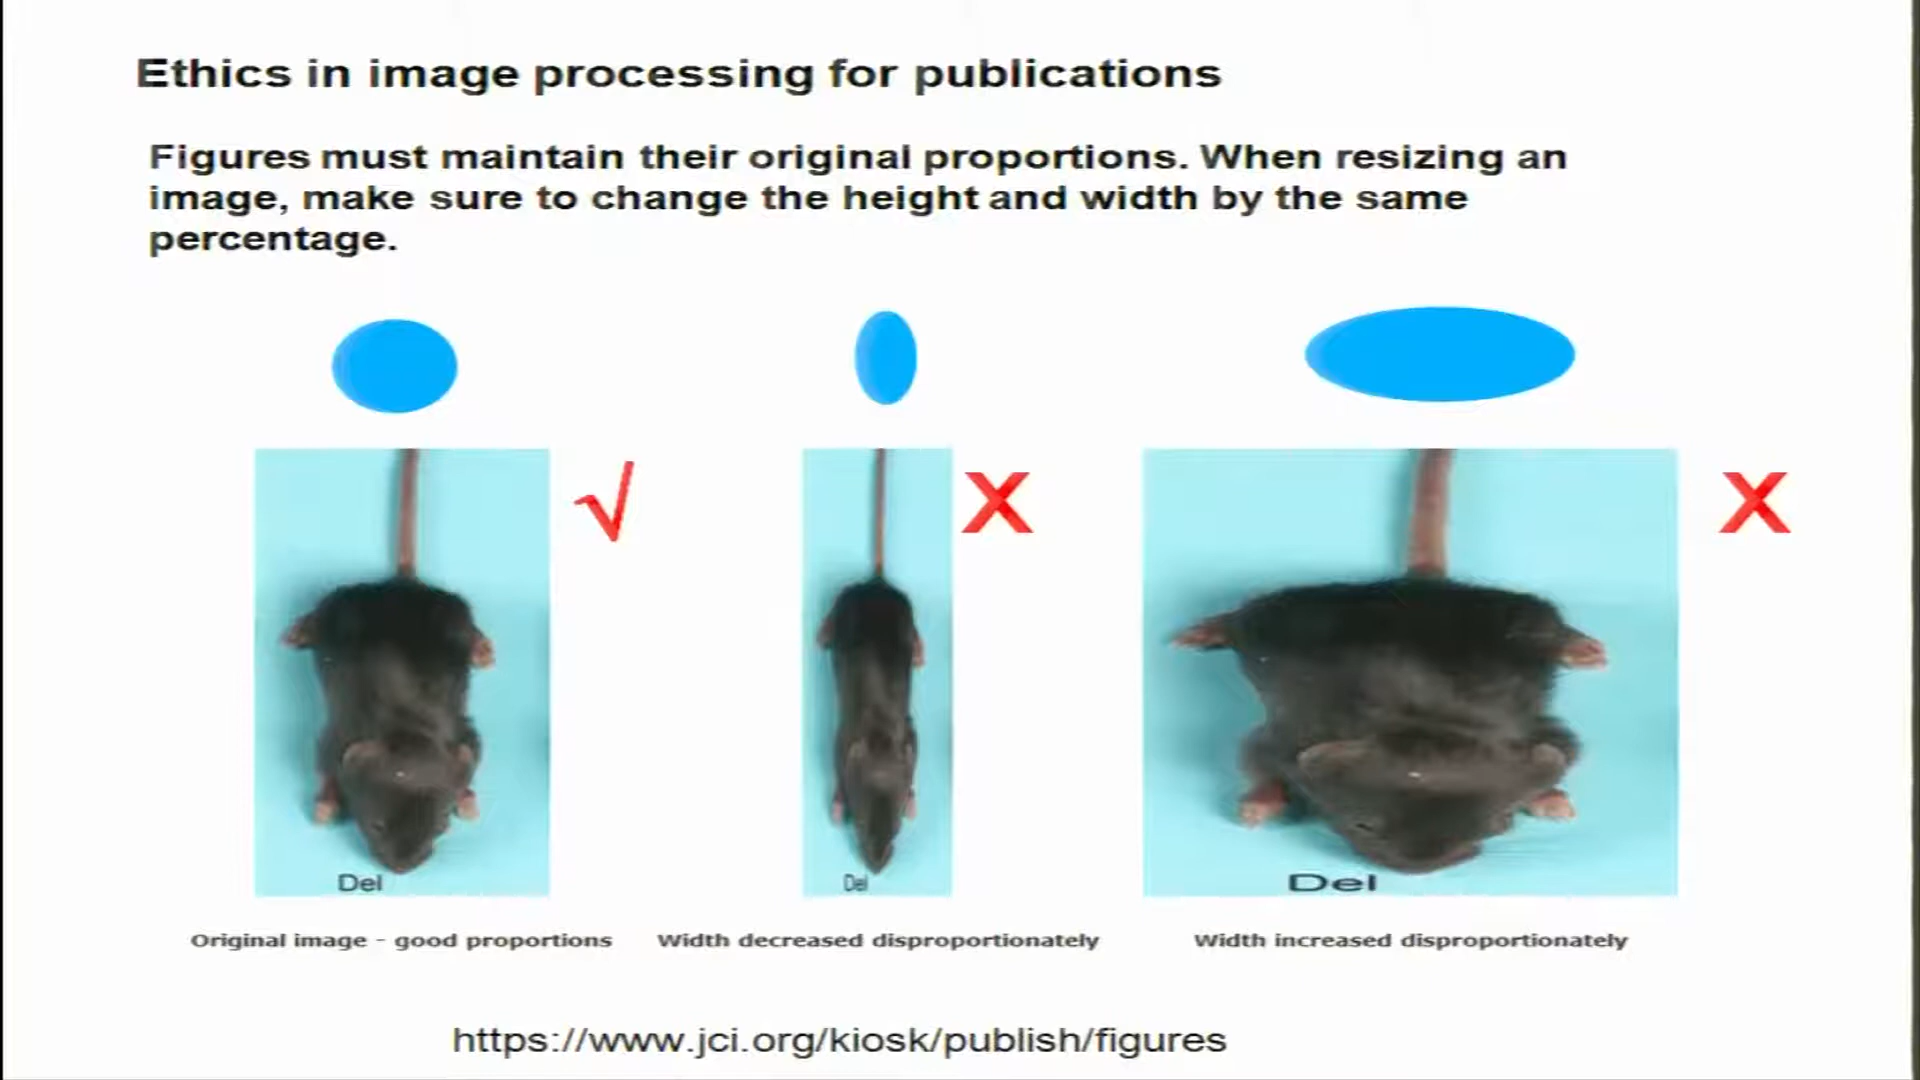 Ethics in image processing for publications
Figures must maintain their original proportions. When resizing an
image, make sure to change the height and width by the same
percentage.
√
X
X
Del
Del
Del
Original image - good proportions
Width decreased disproportionately
Width increased disproportionately
https://www.jci.org/kiosk/publish/figures